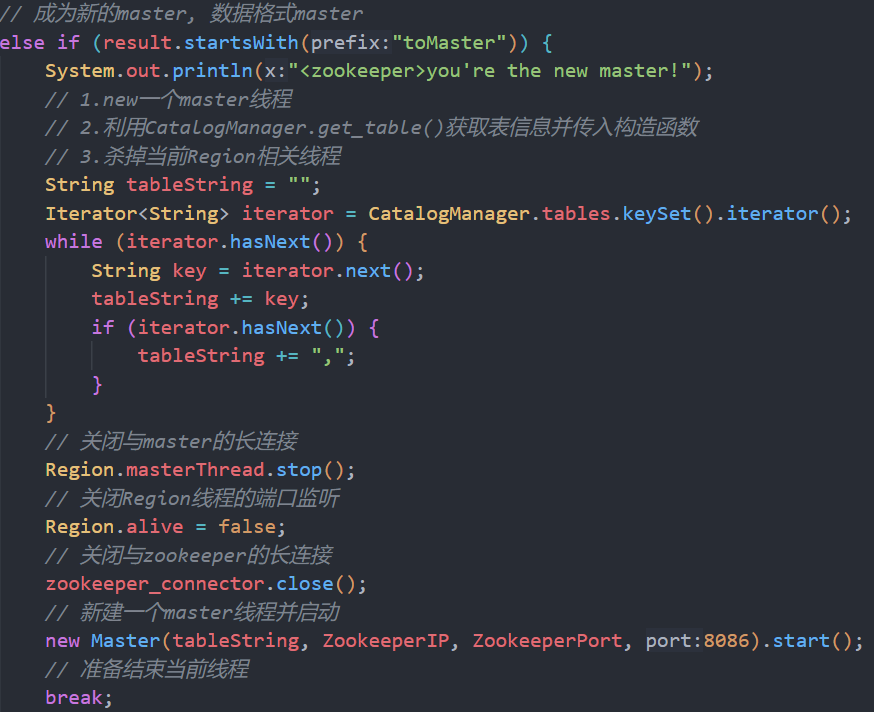 // 成为新的master, 数据格式master
else if (result.startsWith(prefix:"toMaster")) {
    System.out.println(x:"<zookeeper>you're the new master!");
    // 1.new一个master线程
    // 2.利用CatalogManager.get_table()获取表信息并传入构造函数
    // 3.杀掉当前Region相关线程
    String tableString = "";
    Iterator<String> iterator = CatalogManager.tables.keySet().iterator();
    while (iterator.hasNext()) {
        String key = iterator.next();
        tableString += key;
        if (iterator.hasNext()) {
            tableString += ",";
        }
    }
    // 关闭与master的长连接
    Region.masterThread.stop();
    // 关闭Region线程的端口监听
    Region.alive = false;
    // 关闭与zookeeper的长连接
    zookeeper_connector.close();
    // 新建一个master线程并启动
    new Master(tableString, ZookeeperIP, ZookeeperPort, port:8086).start();
    // 准备结束当前线程
    break;